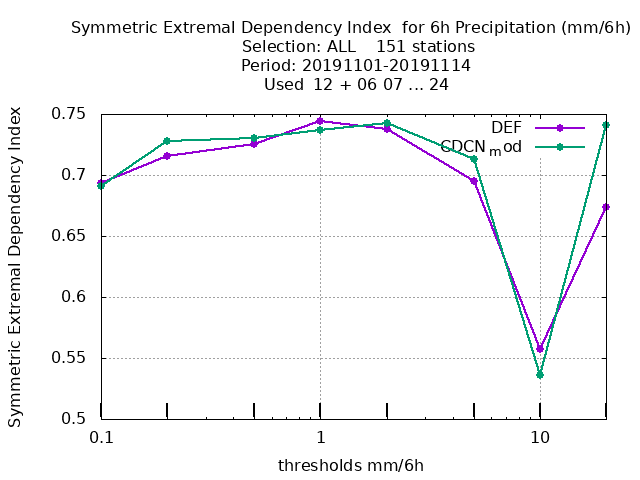 Symmetric Extremal Dependency Index  for 6h Precipitation (mm/6h)
Selection: ALL    151 stations
Period: 20191101-20191114
Used  12 + 06 07 ... 24
Symmetric Extremal Dependency Index
0.75
0.7
0.65
0.6
0.55
0.5
DEF
CDCN_mod
0.1
1
10
thresholds mm/6h